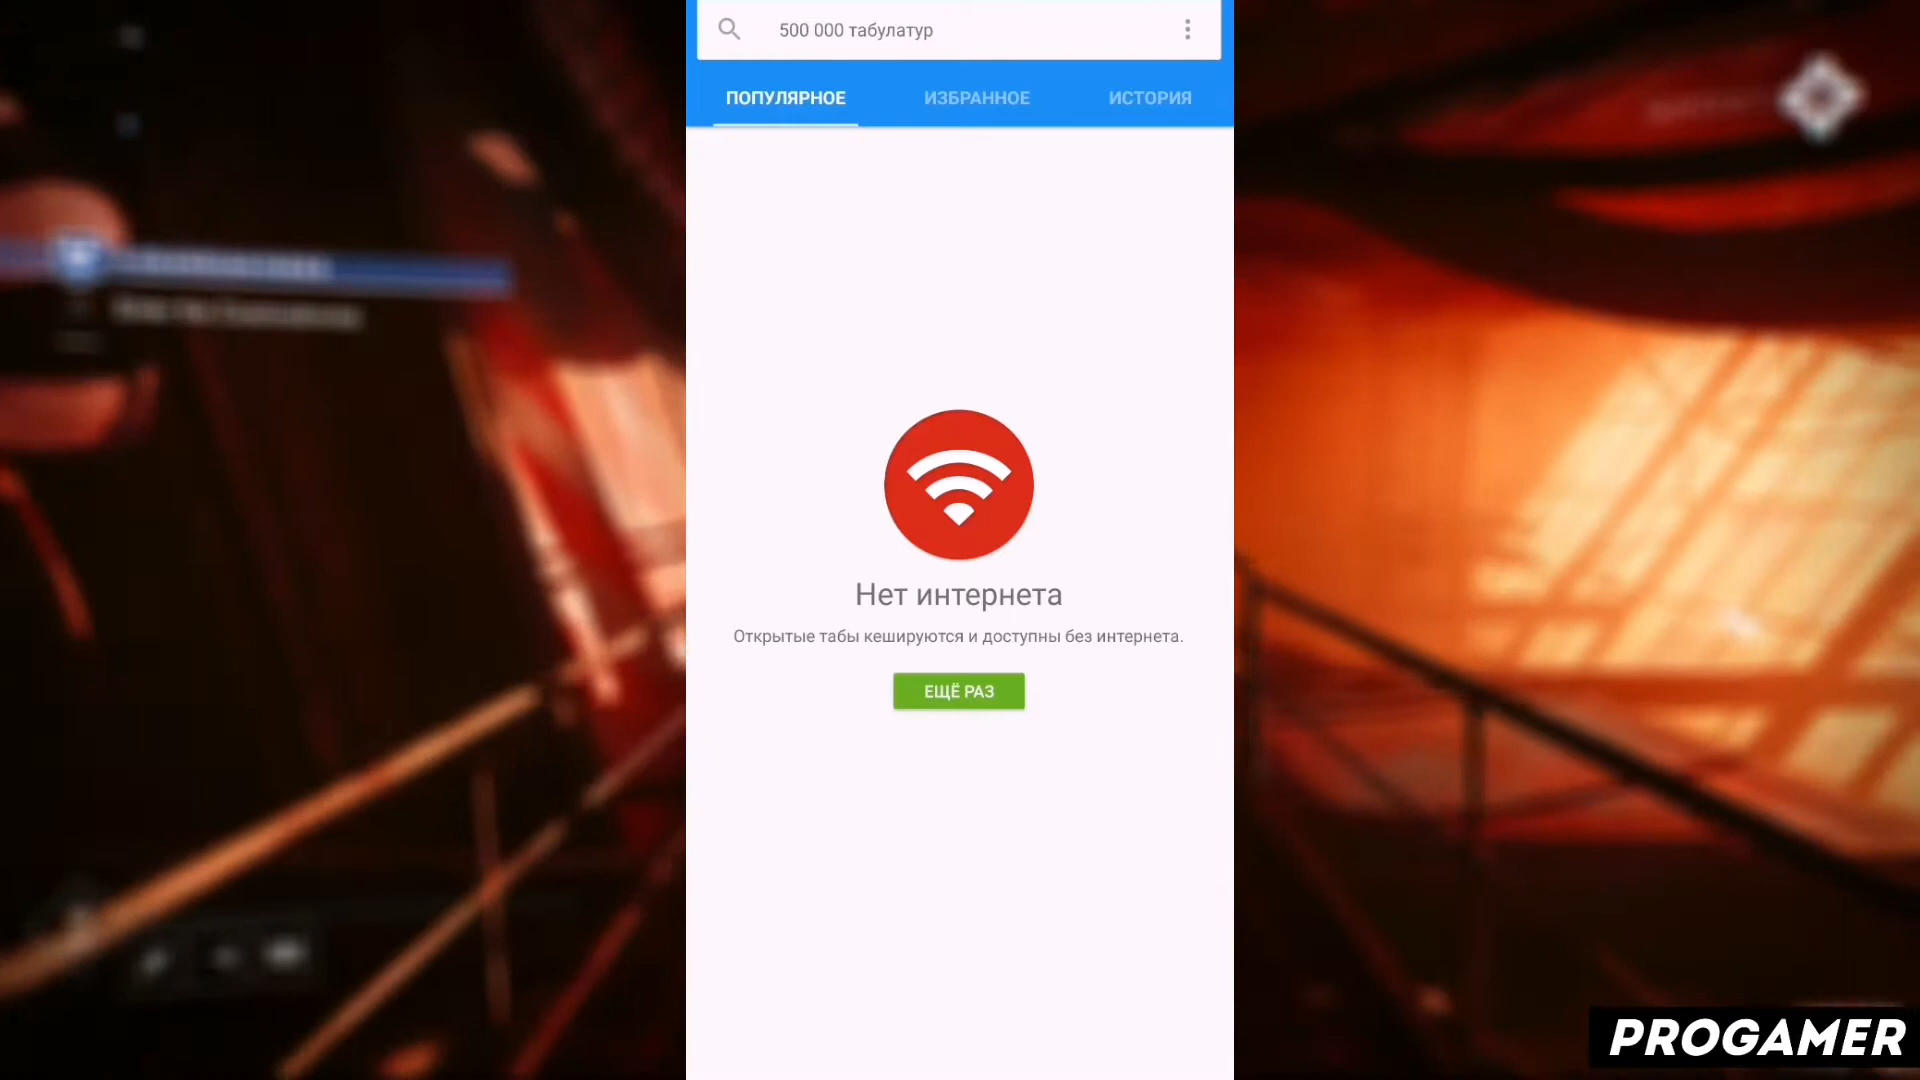 500 000 табулатур
ПОПУЛЯРНОЕ
ИЗБРАННОЕ
ИСТОРИЯ
Нет интернета
Открытые табы кешируются и доступны без интернета.
ЕЩЁ РАЗ
PROGAMER